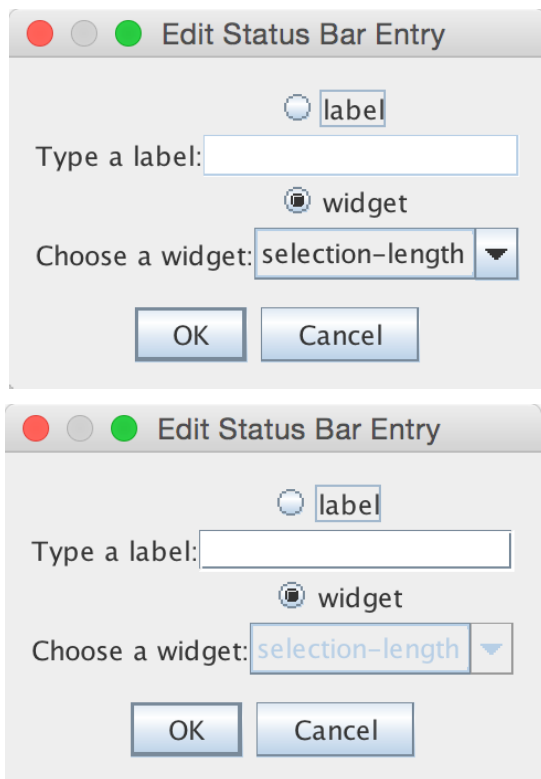 Edit Status Bar Entry
label
Type a label:
widget
Choose a widget: selection-length
OK Cancel
Edit Status Bar Entry
label
Type a label:
widget
Choose a widget: selection-length
OK Cancel